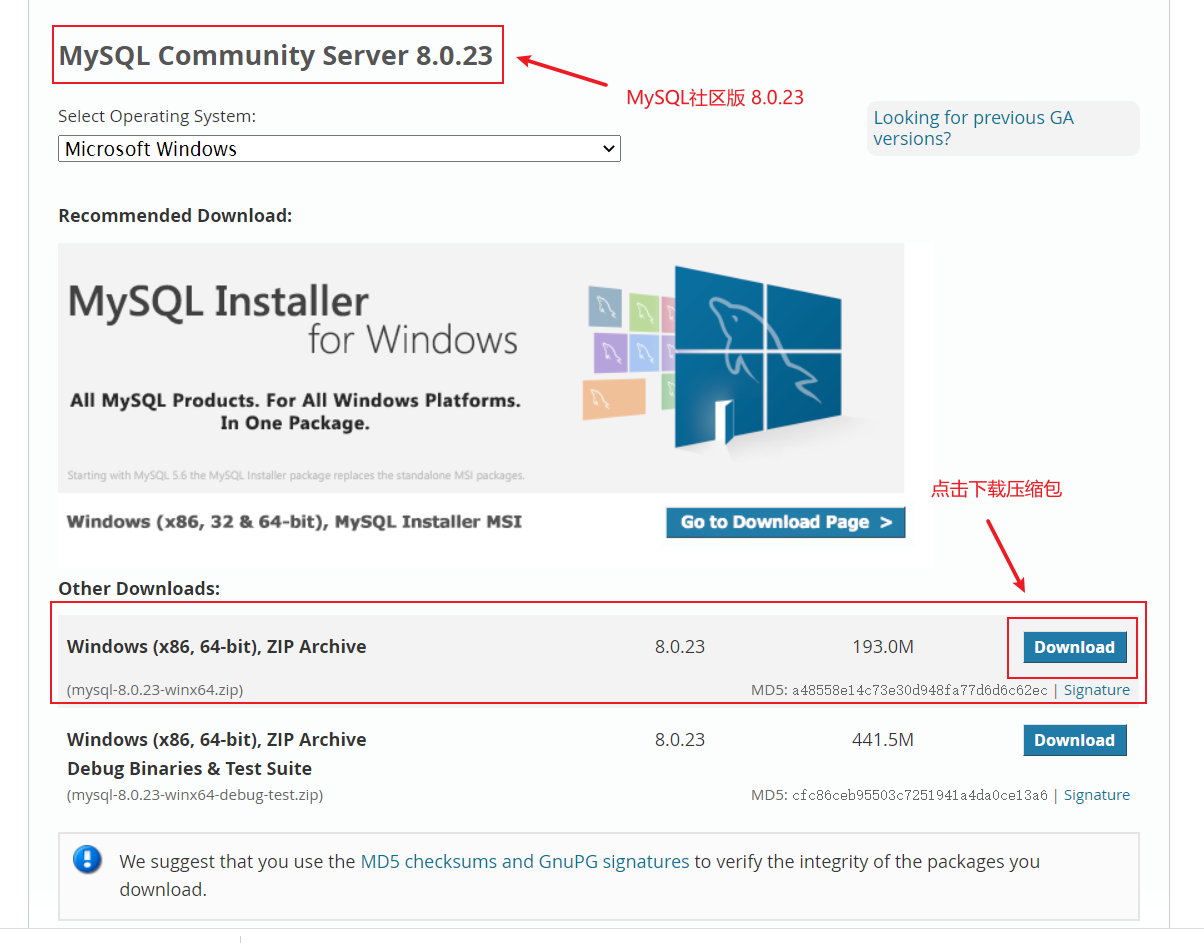 MySQL Community Server 8.0.23
MySQL社区版 8.0.23
Select Operating System:
Microsoft Windows
Looking for previous GA
versions?
Recommended Download:
MySQL Installer
for Windows
All MySQL Products. For All Windows Platforms.
In One Package.
Starting with MySQL 5.6 the MySQL Installer package replaces the standalone MSI packages.
点击下载压缩包
Windows (x86, 32 & 64-bit), MySQL Installer MSI
Go to Download Page >
Other Downloads:
Windows (x86, 64-bit), ZIP Archive 8.0.23 193.0M Download
(mysql-8.0.23-winx64.zip) MD5: a48558e14c73e30d948fa77d6d6c62ec | Signature
Windows (x86, 64-bit), ZIP Archive 8.0.23 441.5M Download
Debug Binaries & Test Suite
(mysql-8.0.23-winx64-debug-test.zip) MD5: cfc86ceb95503c7251941a4da0ce13a6 | Signature
We suggest that you use the MD5 checksums and GnuPG signatures to verify the integrity of the packages you
download.